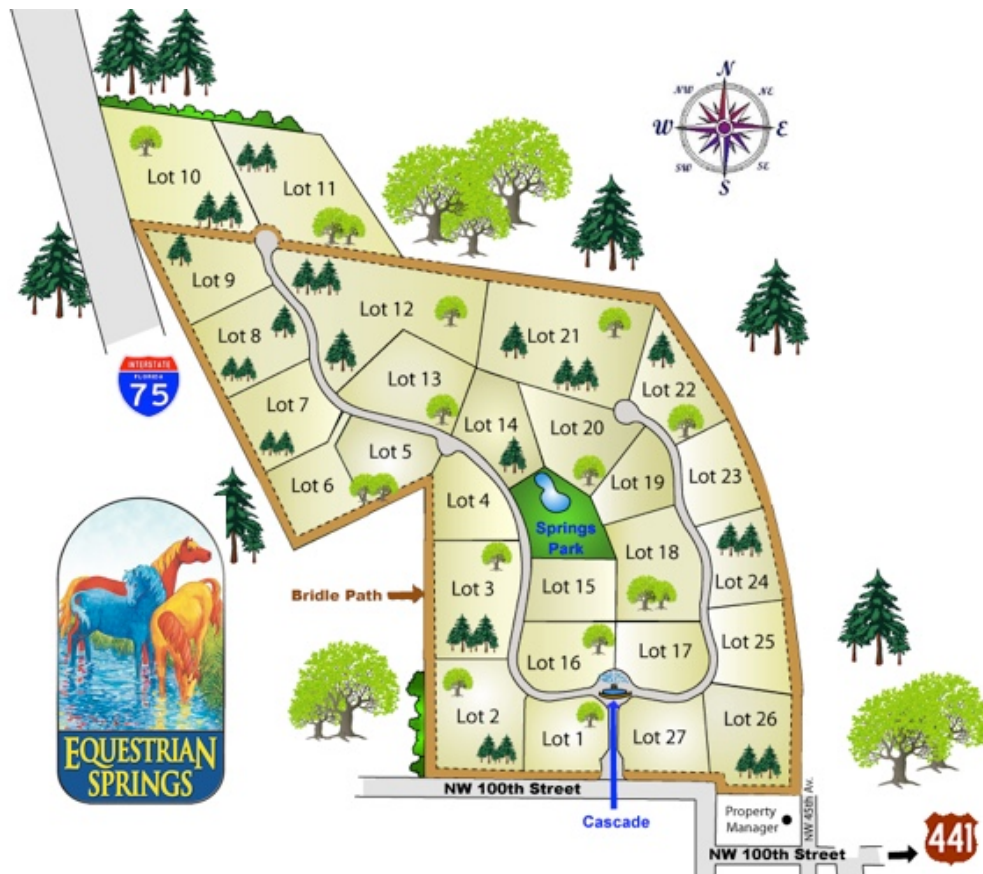 N
NW
NE
W
E
SW
SE
S
Lot 10
Lot 11
Lot 9
Lot 12
Lot 8
Lot 21
Lot 13
Lot 22
Lot 7
Lot 14
Lot 20
Lot 5
Lot 23
Lot 6
Lot 4
Lot 19
Springs
Park
Lot 18
Lot 3
Lot 15
Lot 24
Lot 25
Lot 16
Lot 17
Lot 2
Lot 1
Lot 27
Lot 26
INTERSTATE
FLORIDA
75
Bridle Path
EQUESTRIAN
SPRINGS
NW 100th Street
Cascade
Property
Manager
NW 45th Av.
NW 100th Street
441